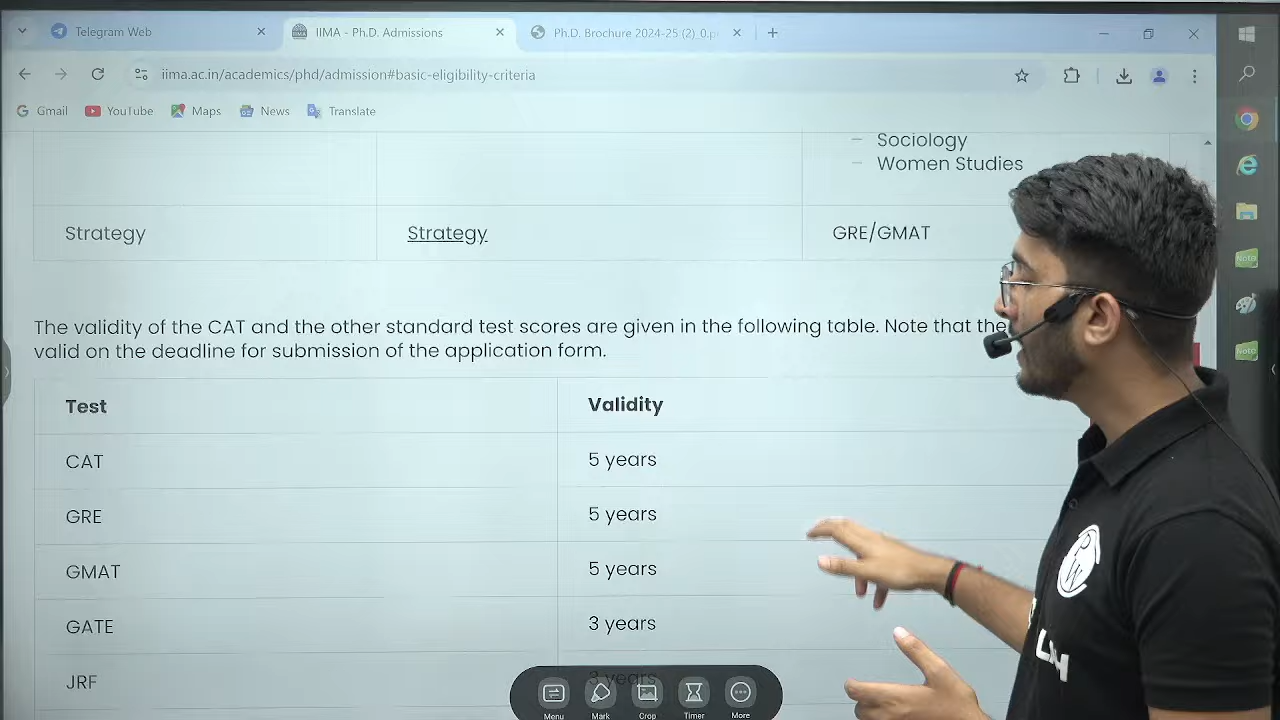 Telegram Web
IIMA - Ph.D. Admissions
Ph.D. Brochure 2024-25 (2)_0.p
iima.ac.in/academics/phd/admission#basic-eligibility-criteria
Gmail
YouTube
Maps
News
Translate
– Sociology
– Women Studies
Strategy
Strategy
GRE/GMAT
The validity of the CAT and the other standard test scores are given in the following table. Note that the
valid on the deadline for submission of the application form.
Test
Validity
CAT
5 years
GRE
5 years
GMAT
5 years
GATE
3 years
JRF
years
Menu
Mark
Crop
Timer
More
Note
Note
PW